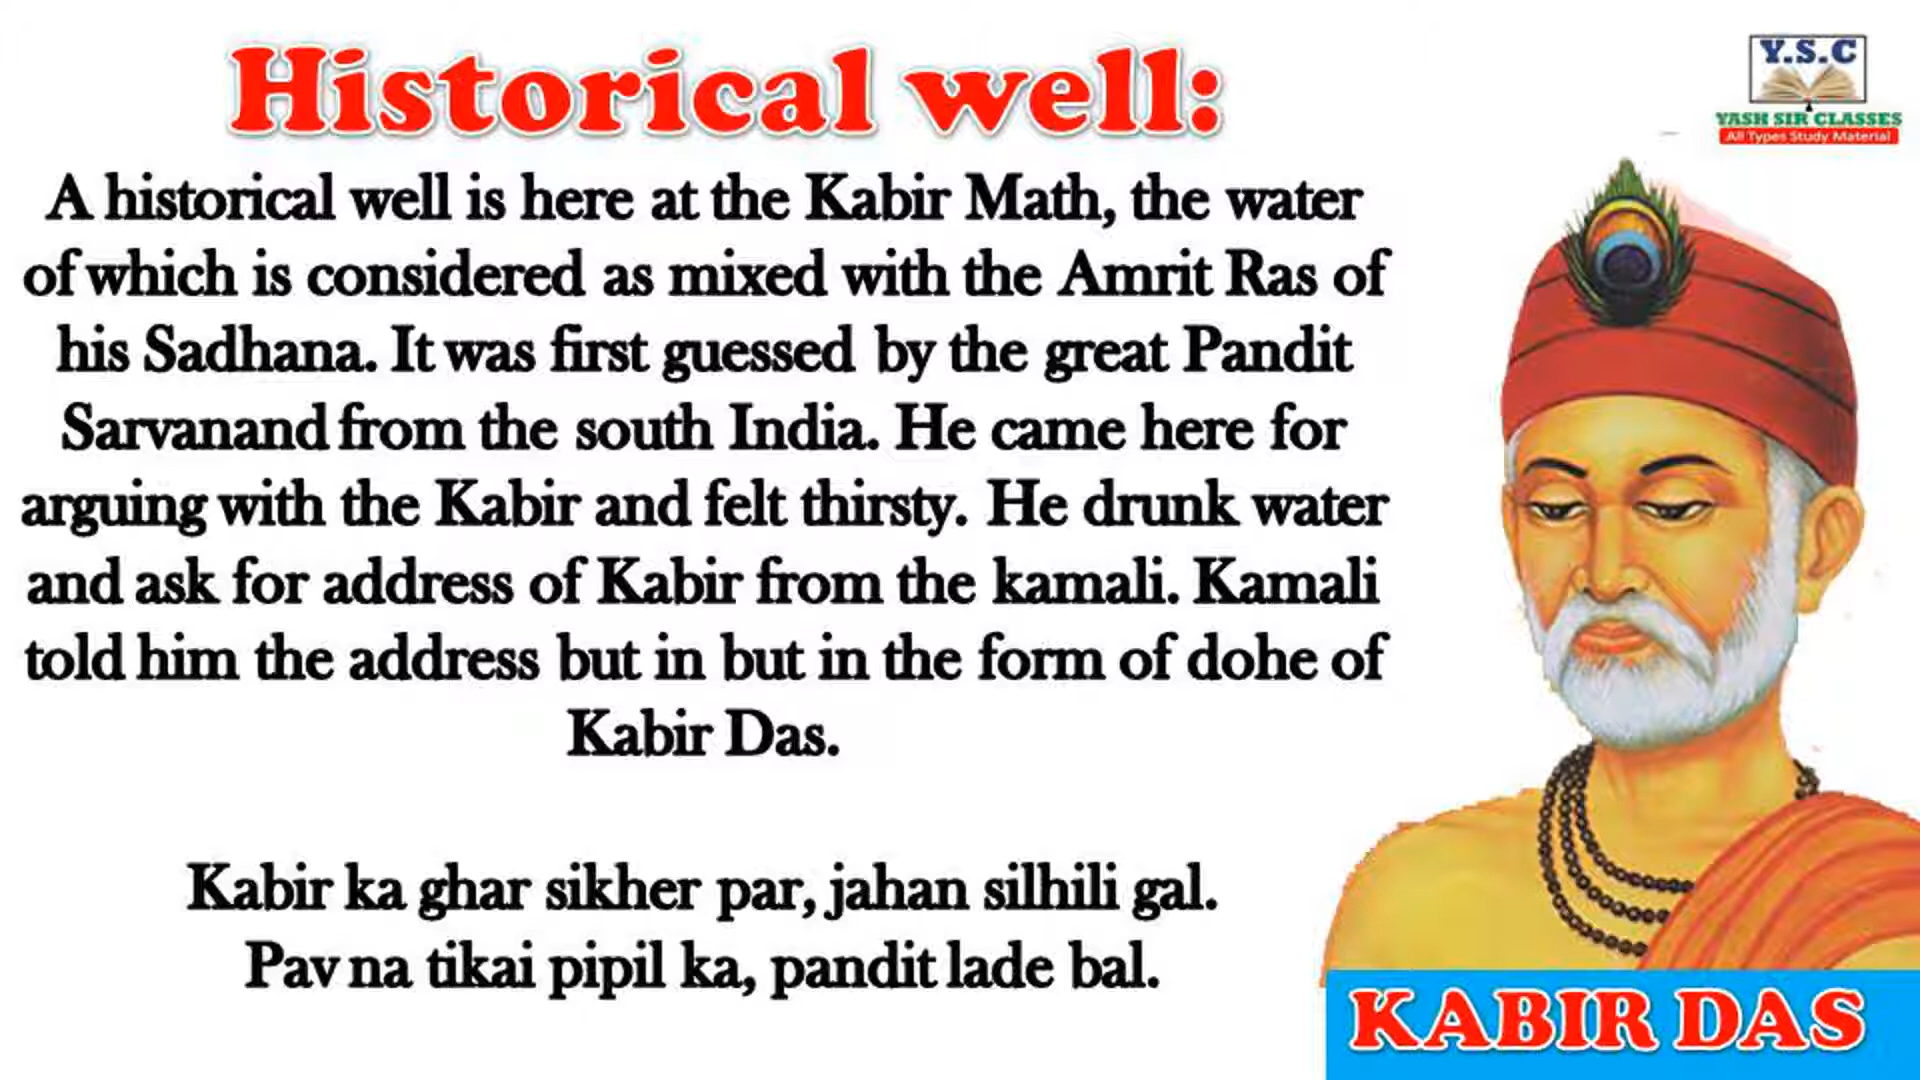 Historical well:
Y.S.C
YASH SIR CLASSES
All Types Study Material
A historical well is here at the Kabir Math, the water
of which is considered as mixed with the Amrit Ras of
his Sadhana. It was first guessed by the great Pandit
Sarvanand from the south India. He came here for
arguing with the Kabir and felt thirsty. He drunk water
and ask for address of Kabir from the kamali. Kamali
told him the address but in but in the form of dohe of
Kabir Das.
Kabir ka ghar sikher par, jahan silhili gal.
Pav na tikai pipil ka, pandit lade bal.
KABIR DAS